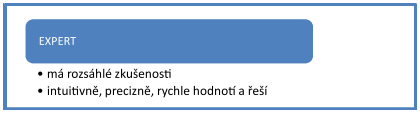 EXPERT
• má rozsáhlé zkušenosti
• intuitivně, precizně, rychle hodnotí a řeší